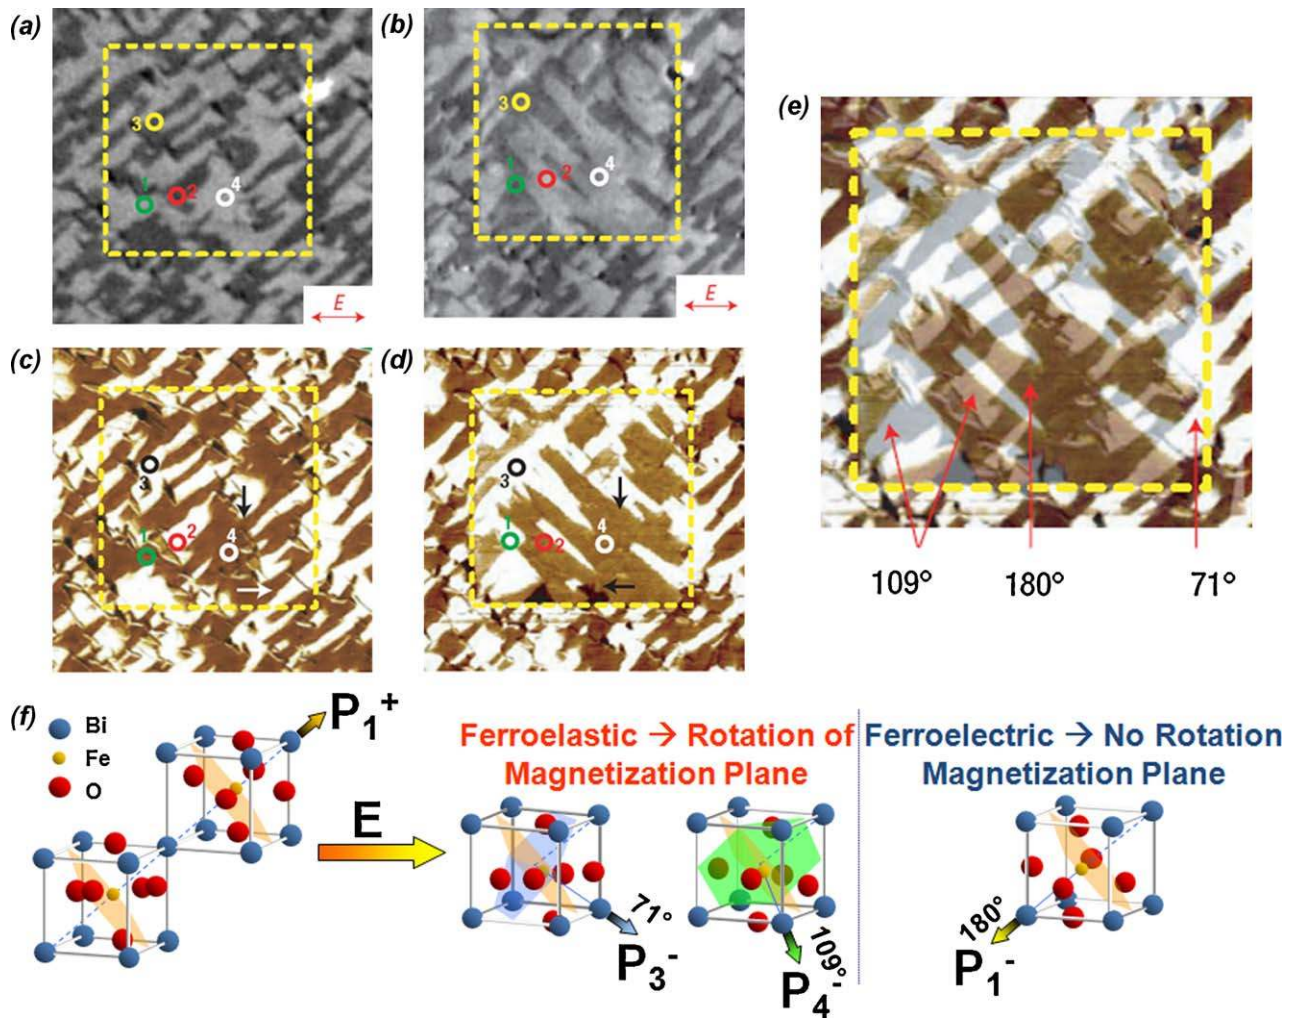 (a)
3
1
2
4
E
(b)
3
1
2
4
E
(c)
3
1
2
4
(d)
3
1
2
4
(e)
109°
180°
71°
(f)
Bi
Fe
O
P1+
E
Ferroelastic → Rotation of
Magnetization Plane
71°
P3-
109°
P4-
Ferroelectric → No Rotation
Magnetization Plane
180°
P1-